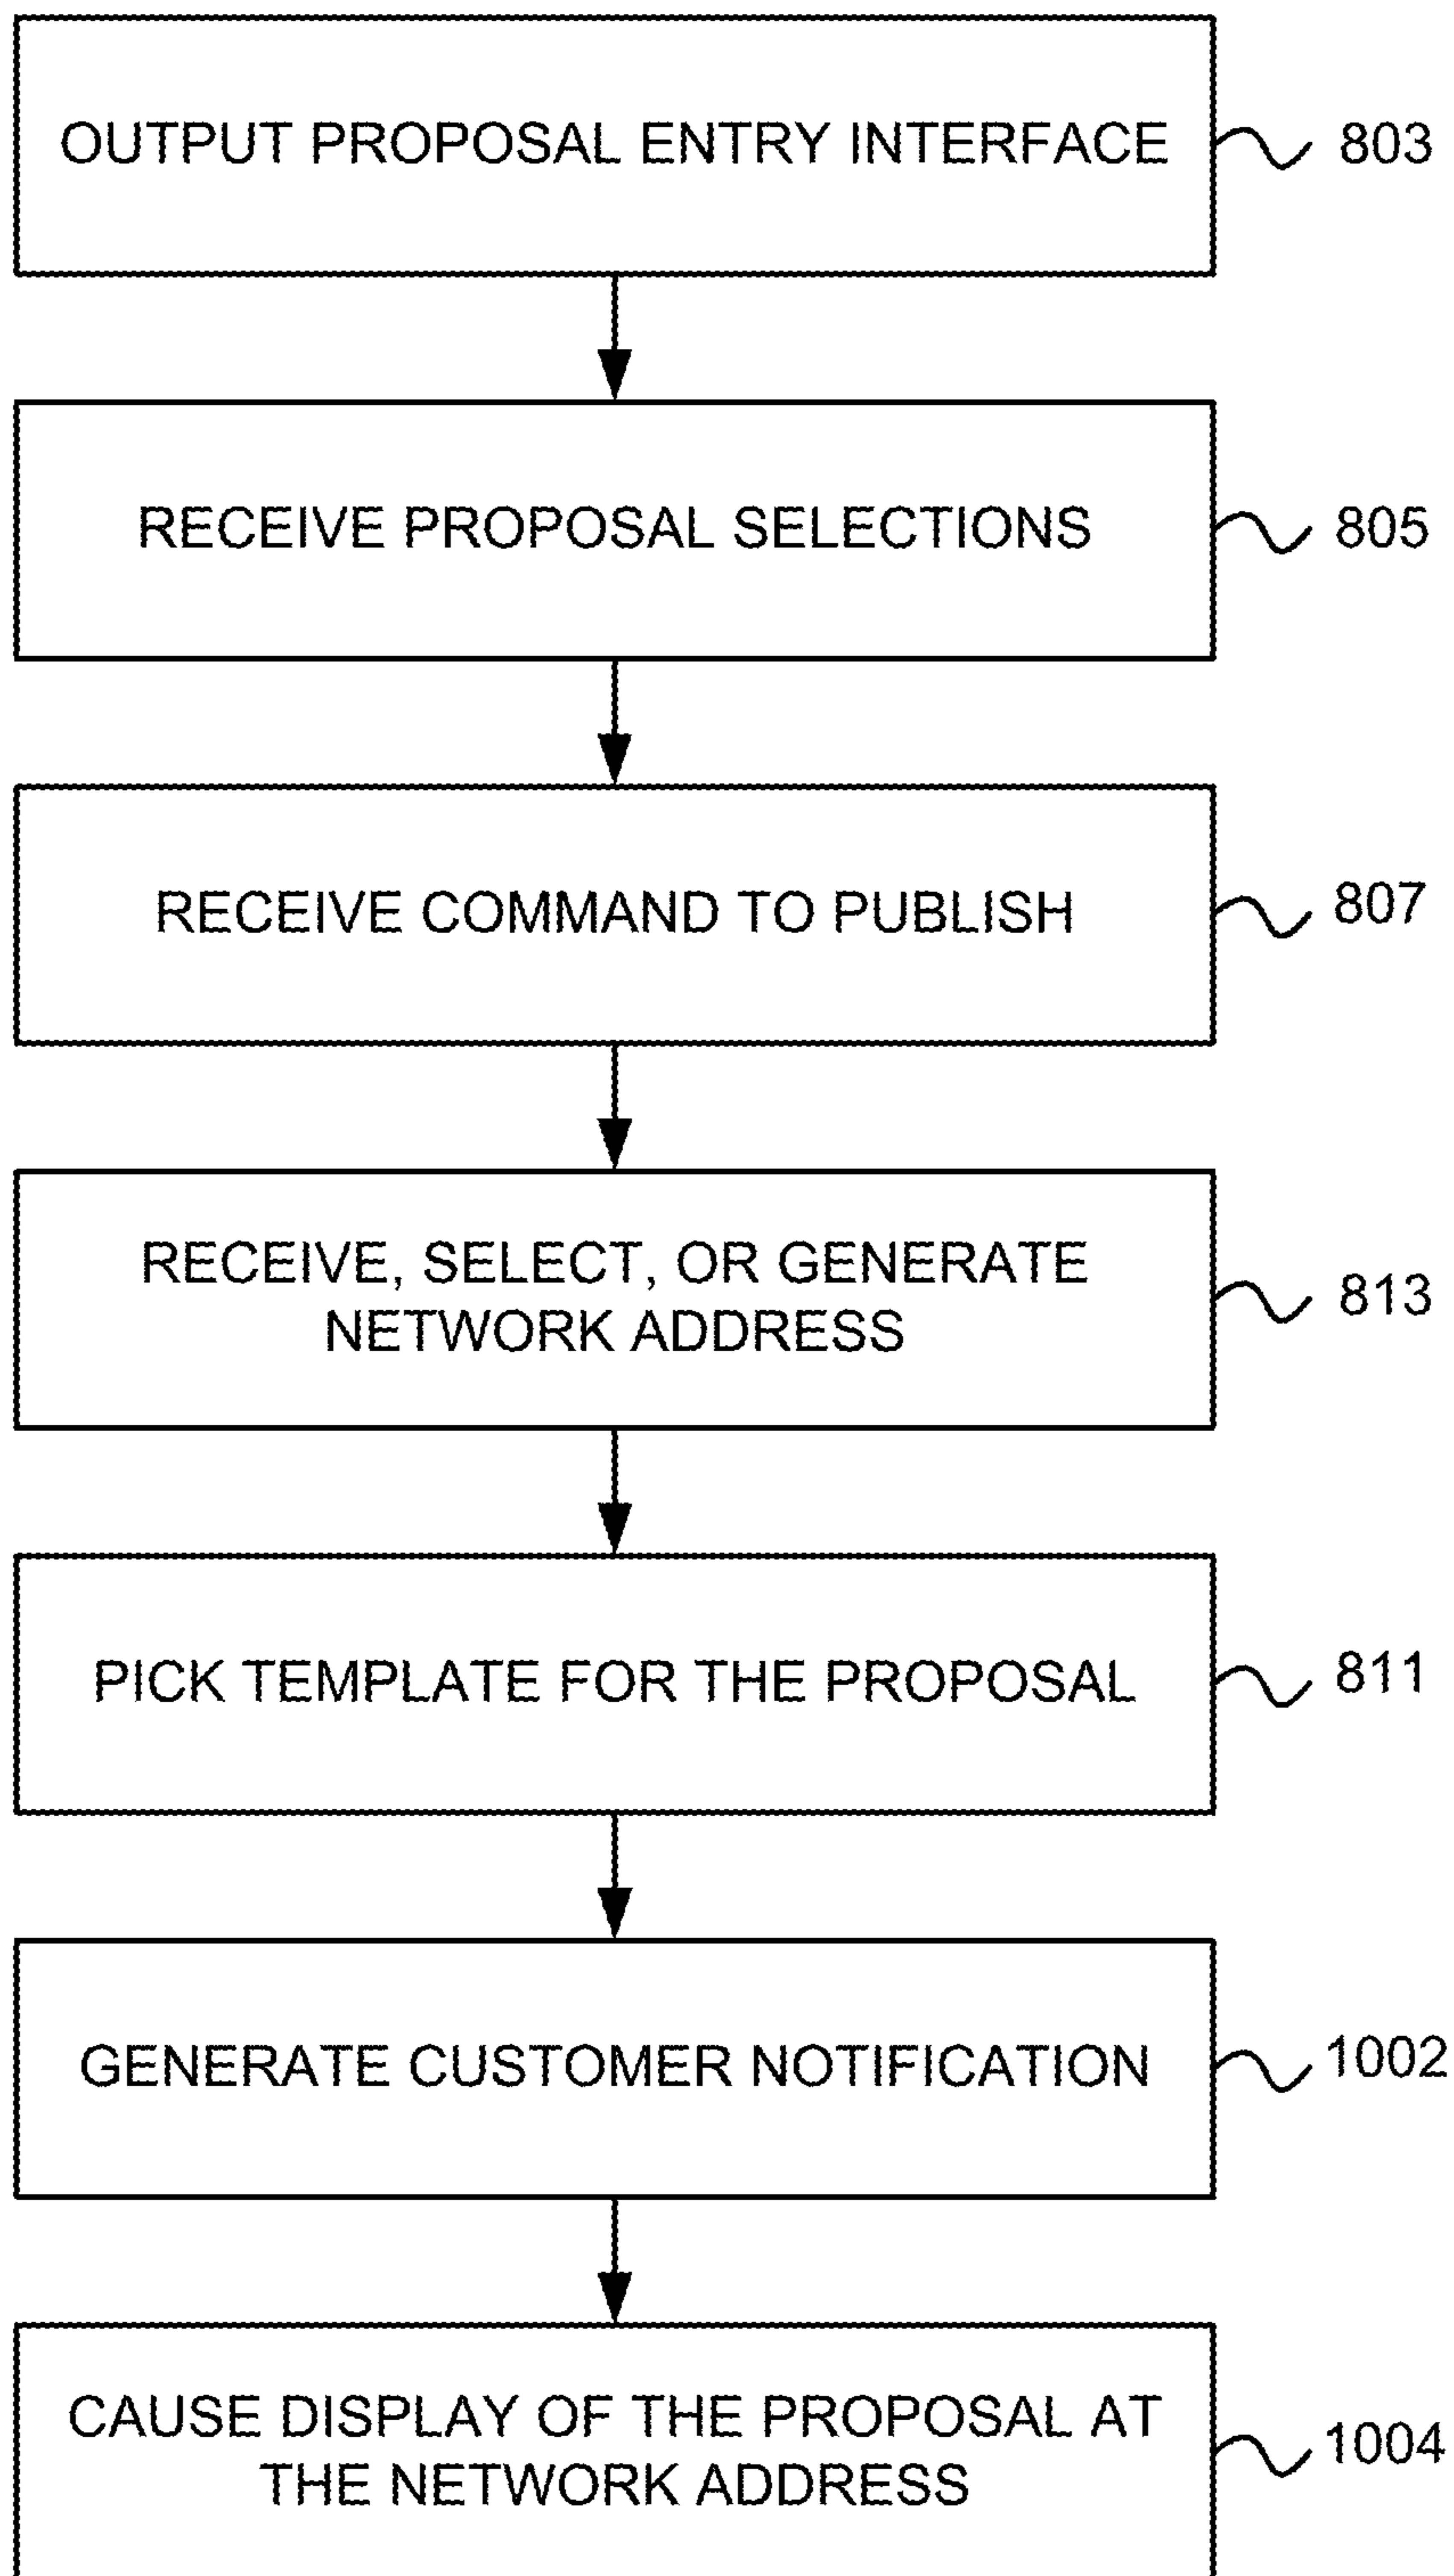 OUTPUT PROPOSAL ENTRY INTERFACE
803
RECEIVE PROPOSAL SELECTIONS
805
RECEIVE COMMAND TO PUBLISH
807
RECEIVE, SELECT, OR GENERATE
NETWORK ADDRESS
813
PICK TEMPLATE FOR THE PROPOSAL
811
GENERATE CUSTOMER NOTIFICATION
1002
CAUSE DISPLAY OF THE PROPOSAL AT
THE NETWORK ADDRESS
1004